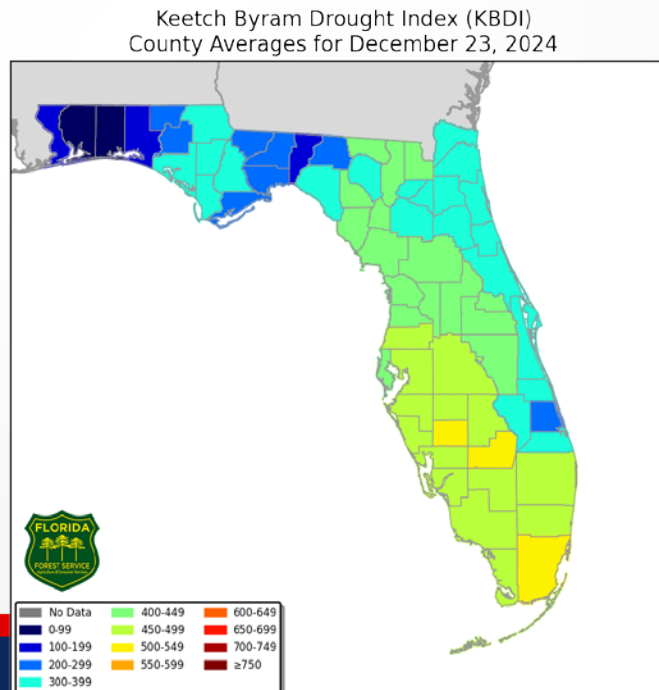 Keetch Byram Drought Index (KBDI)
County Averages for December 23, 2024
FLORIDA
FOREST SERVICE
No Data
0-99
100-199
200-299
300-399
400-449
450-499
500-549
550-599
600-649
650-699
700-749
≥750